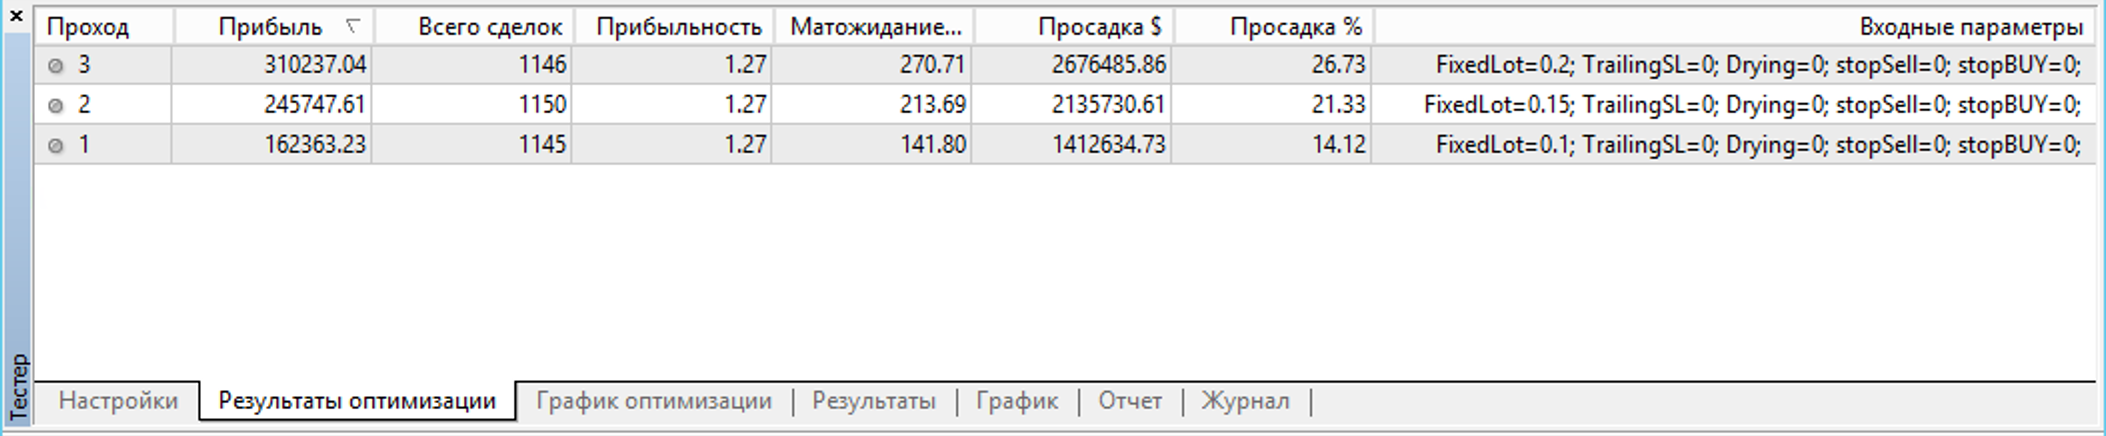 Проход Прибыль Всего сделок Прибыльность Матожидание... Просадка $ Просадка % Входные параметры
3 310237.04 1146 1.27 270.71 2676485.86 26.73 FixedLot=0.2; TrailingSL=0; Drying=0; stopSell=0; stopBUY=0;
2 245747.61 1150 1.27 213.69 2135730.61 21.33 FixedLot=0.15; TrailingSL=0; Drying=0; stopSell=0; stopBUY=0;
1 162363.23 1145 1.27 141.80 1412634.73 14.12 FixedLot=0.1; TrailingSL=0; Drying=0; stopSell=0; stopBUY=0;
Тестер
Настройки Результаты оптимизации График оптимизации Результаты График Отчет Журнал